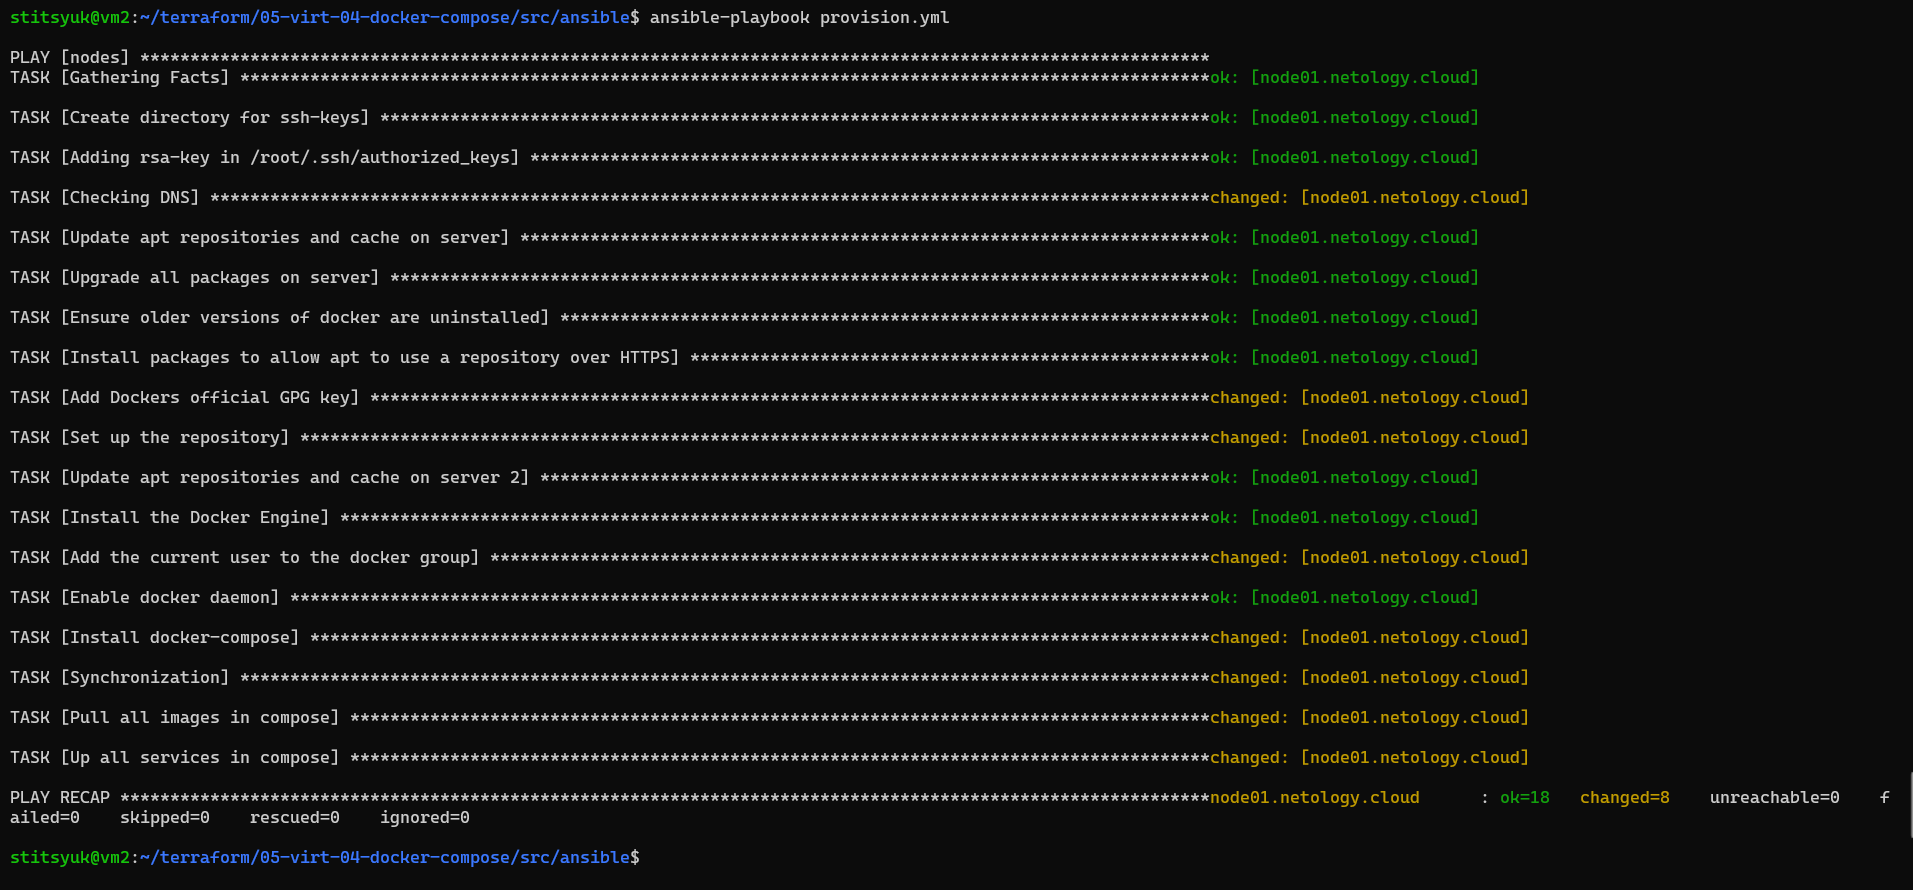 stitsyuk@vm2:~/terraform/05-virt-04-docker-compose/src/ansible$ ansible-playbook provision.yml
PLAY [nodes] ***********************************************************************************************************
TASK [Gathering Facts] *************************************************************************************************ok: [node01.netology.cloud]
TASK [Create directory for ssh-keys] ***********************************************************************************ok: [node01.netology.cloud]
TASK [Adding rsa-key in /root/.ssh/authorized_keys] ********************************************************************ok: [node01.netology.cloud]
TASK [Checking DNS] ****************************************************************************************************changed: [node01.netology.cloud]
TASK [Update apt repositories and cache on server] *********************************************************************ok: [node01.netology.cloud]
TASK [Upgrade all packages on server] **********************************************************************************ok: [node01.netology.cloud]
TASK [Ensure older versions of docker are uninstalled] *****************************************************************ok: [node01.netology.cloud]
TASK [Install packages to allow apt to use a repository over HTTPS] ****************************************************ok: [node01.netology.cloud]
TASK [Add Dockers official GPG key] ************************************************************************************changed: [node01.netology.cloud]
TASK [Set up the repository] *******************************************************************************************changed: [node01.netology.cloud]
TASK [Update apt repositories and cache on server 2] *******************************************************************ok: [node01.netology.cloud]
TASK [Install the Docker Engine] ***************************************************************************************ok: [node01.netology.cloud]
TASK [Add the current user to the docker group] ************************************************************************changed: [node01.netology.cloud]
TASK [Enable docker daemon] ********************************************************************************************ok: [node01.netology.cloud]
TASK [Install docker-compose] ******************************************************************************************changed: [node01.netology.cloud]
TASK [Synchronization] *************************************************************************************************changed: [node01.netology.cloud]
TASK [Pull all images in compose] **************************************************************************************changed: [node01.netology.cloud]
TASK [Up all services in compose] **************************************************************************************changed: [node01.netology.cloud]
PLAY RECAP *************************************************************************************************************node01.netology.cloud      : ok=18   changed=8    unreachable=0    f
ailed=0    skipped=0    rescued=0    ignored=0
stitsyuk@vm2:~/terraform/05-virt-04-docker-compose/src/ansible$